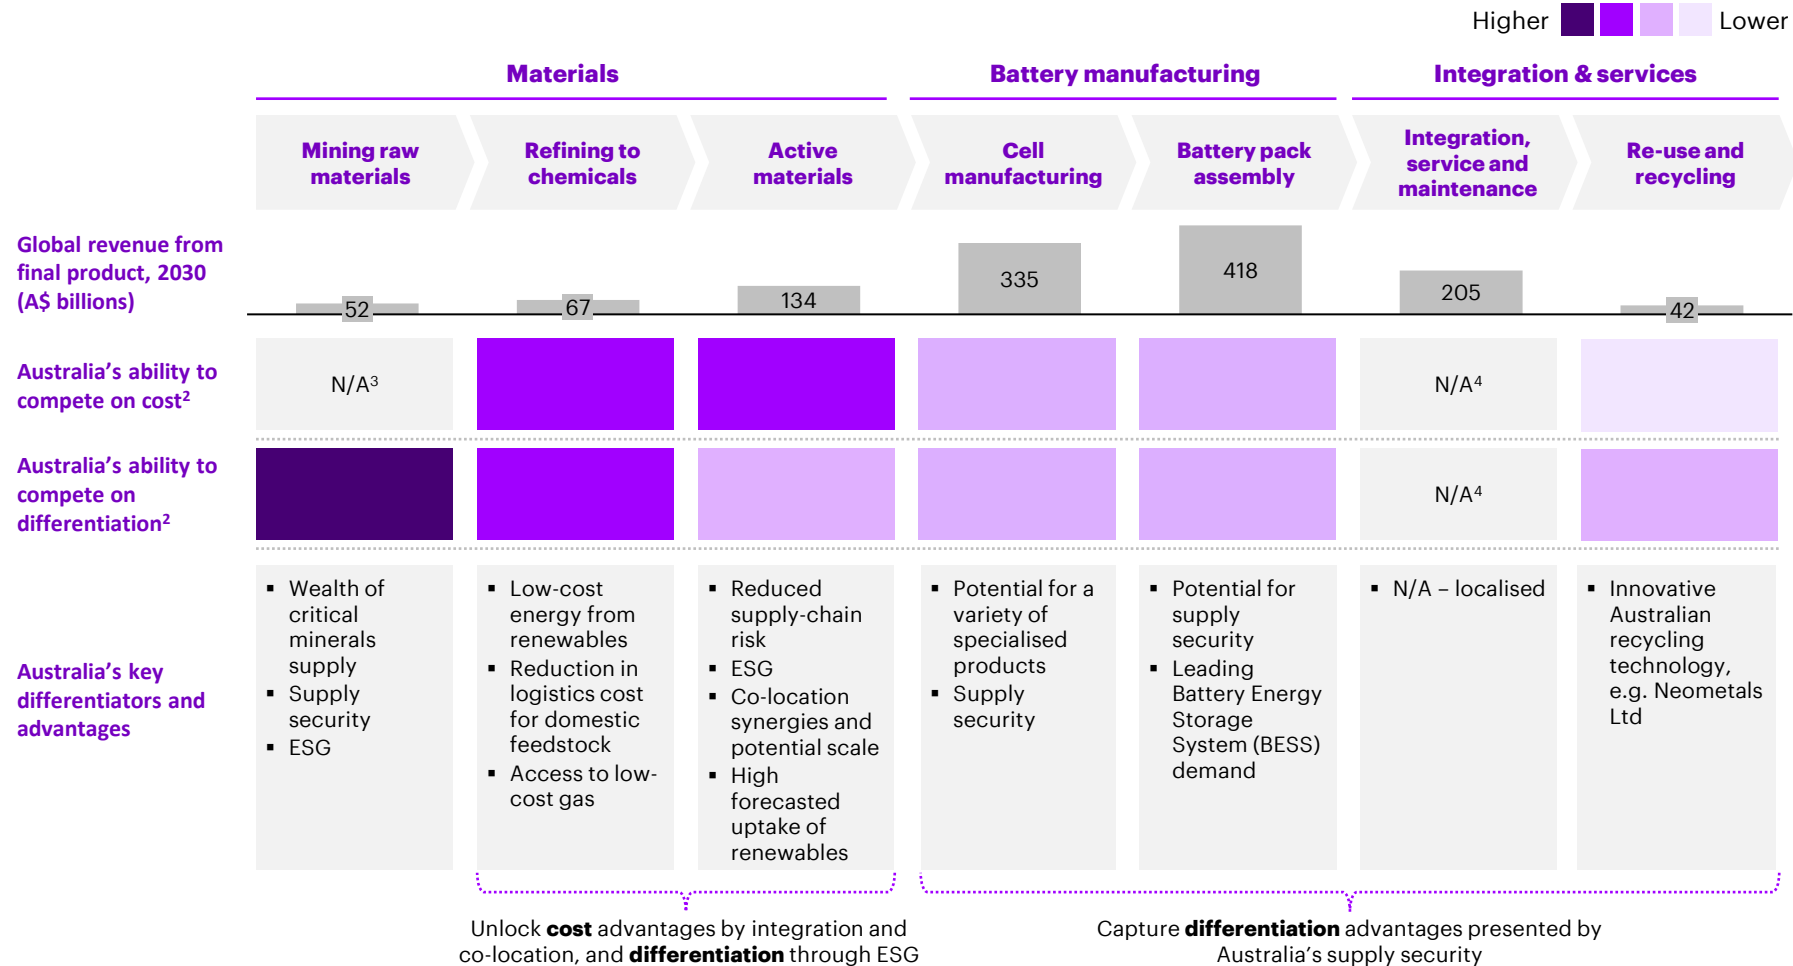 Higher Lower
Materials
Battery manufacturing
Integration & services
Mining raw
materials
Refining to
chemicals
Active
materials
Cell
manufacturing
Battery pack
assembly
Integration,
service and
maintenance
Re-use and
recycling
Global revenue from
final product, 2030
(A$ billions)
52
67
134
335
418
205
42
Australia's ability to
compete on cost²
N/A³
N/A⁴
Australia's ability to
compete on
differentiation²
N/A⁴
Australia's key
differentiators and
advantages
▪ Wealth of
critical
minerals
supply
▪ Supply
security
▪ ESG
▪ Low-cost
energy from
renewables
▪ Reduction in
logistics cost
for domestic
feedstock
▪ Access to low-
cost gas
▪ Reduced
supply-chain
risk
▪ ESG
▪ Co-location
synergies and
potential scale
▪ High
forecasted
uptake of
renewables
▪ Potential for a
variety of
specialised
products
▪ Supply
security
▪ Potential for
supply
security
▪ Leading
Battery Energy
Storage
System (BESS)
demand
▪ N/A – localised
▪ Innovative
Australian
recycling
technology,
e.g. Neometals
Ltd
Unlock cost advantages by integration and
co-location, and differentiation through ESG
Capture differentiation advantages presented by
Australia's supply security